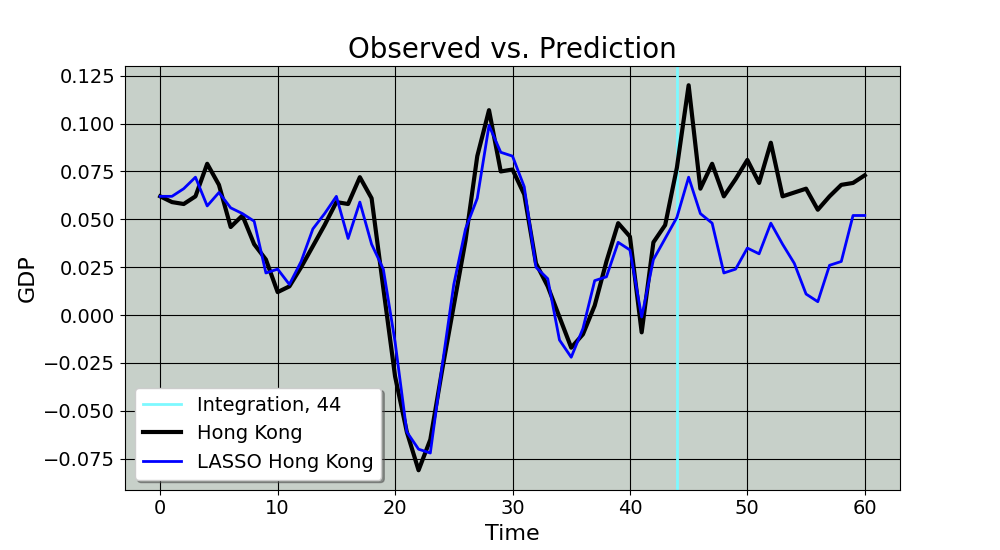 Observed vs. Prediction
GDP
0.125
0.100
0.075
0.050
0.025
0.000
−0.025
−0.050
−0.075
Integration, 44
Hong Kong
LASSO Hong Kong
0 10 20 30 40 50 60
Time